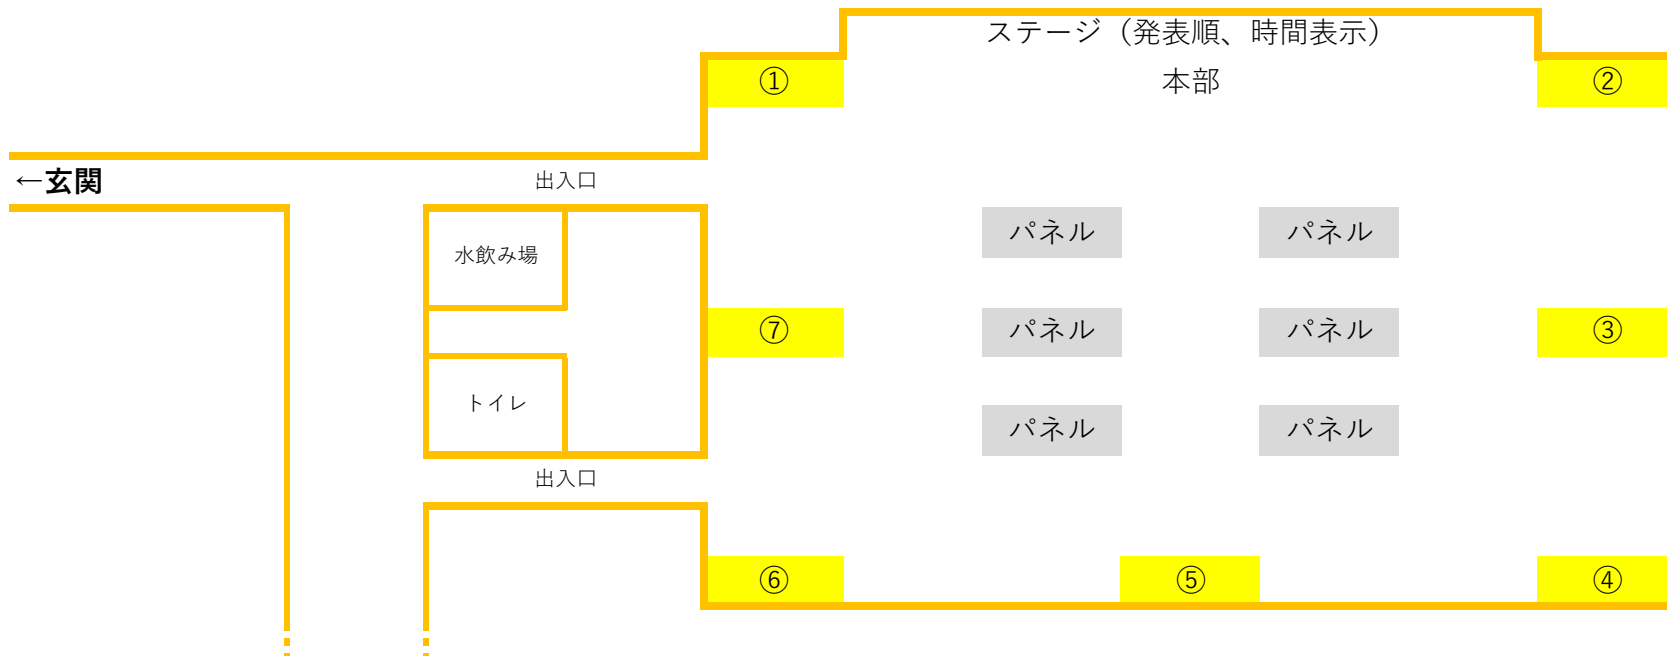 ステージ（発表順、時間表示）
① 本部 ②
←玄関 出入口
パネル パネル
水飲み場
⑦ パネル パネル ③
トイレ
パネル パネル
出入口
⑥ ⑤ ④